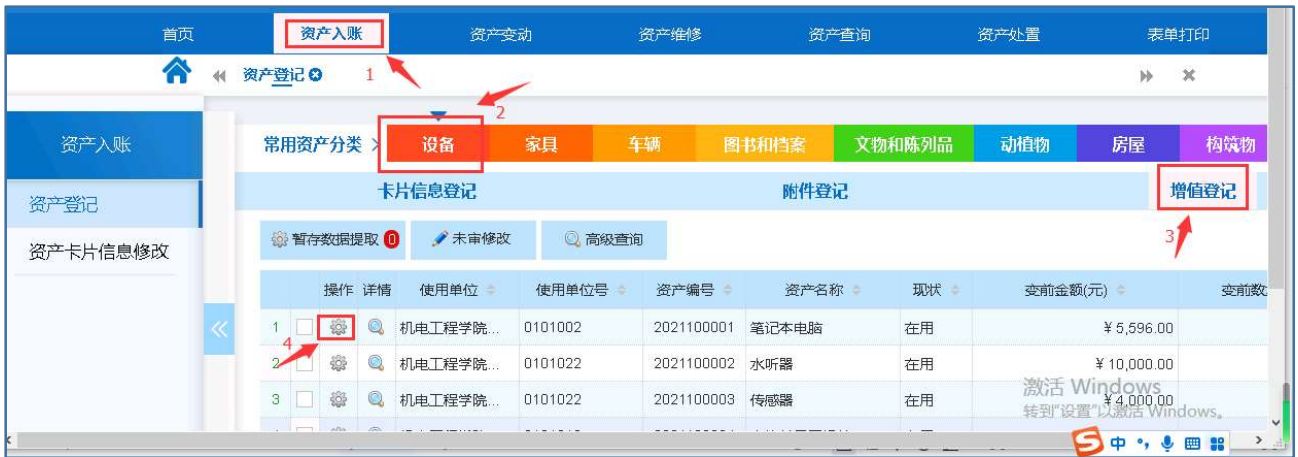 首页 资产入账 资产变动 资产维修 资产查询 资产处置 表单打印
资产登记 1
2
资产入账 常用资产分类 设备 家具 车辆 图书和档案 文物和陈列品 动植物 房屋 构筑物
卡片信息登记 附件登记 增值登记
资产登记
暂存数据提取 0 未审修改 高级查询 3
资产卡片信息修改
操作 详情 使用单位 使用单位号 资产编号 资产名称 现状 变前金额(元) 变前数
1 机电工程学院... 0101002 2021100001 笔记本电脑 在用 ¥ 5,596.00
4
2 机电工程学院... 0101022 2021100002 水听器 在用 ¥ 10,000.00
激活 Windows
3 机电工程学院... 0101022 2021100003 传感器 在用 ¥ 4,000.00
转到"设置"以激活 Windows。
中